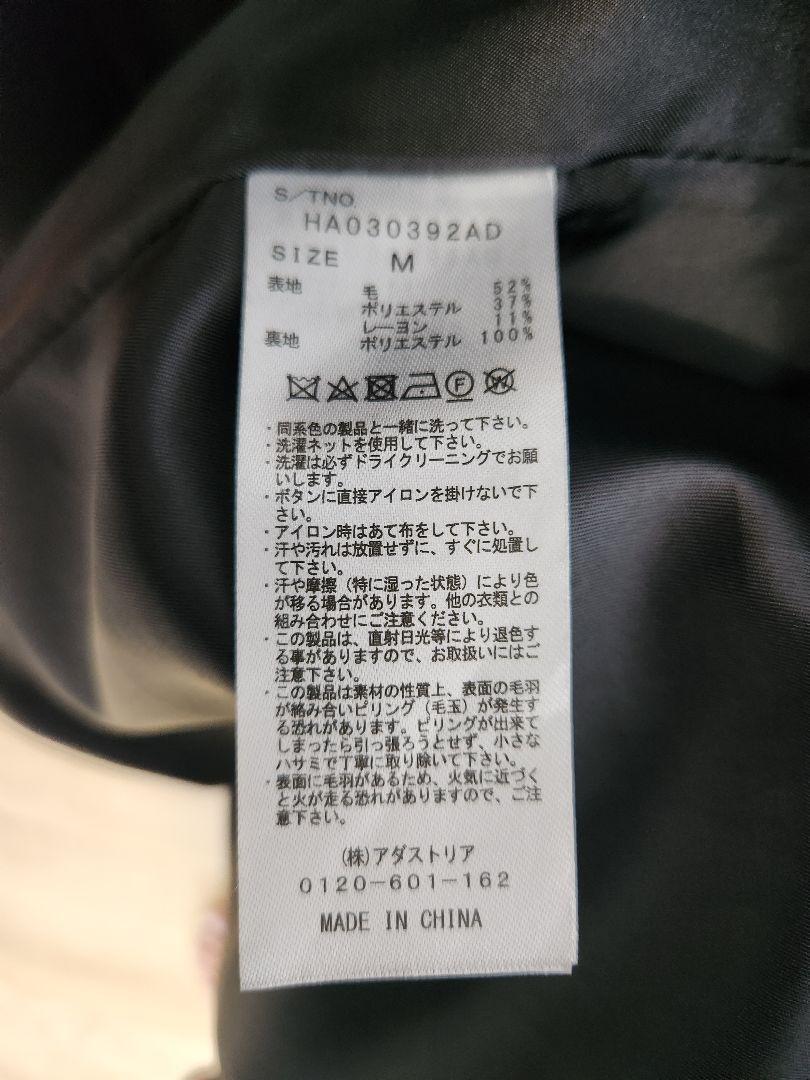 S/TNO.
HA030392AD
SIZE M
表地 毛 52%
ポリエステル 37%
レーヨン 11%
裏地 ポリエステル 100%
F W
・同系色の製品と一緒に洗って下さい。
・洗濯ネットを使用して下さい。
・洗濯は必ずドライクリーニングでお願
いします。
・ボタンに直接アイロンを掛けないで下
さい。
・アイロン時はあて布をして下さい。
・汗や汚れは放置せずに、すぐに処置し
て下さい。
・汗や摩擦（特に湿った状態）により色
が移る場合があります。他の衣類との
組み合わせにご注意ください。
・この製品は、直射日光等により退色す
る事がありますので、お取扱いにはご
注意下さい。
・この製品は素材の性質上、表面の毛羽
が絡み合いピリング（毛玉）が発生す
る恐れがあります。ピリングが出来て
しまったら引っ張ろうとせず、小さな
ハサミで丁寧に取り除いて下さい。
・表面に毛羽があるため、火気に近づく
と火が走る恐れがありますので、ご注
意下さい。
(株)アダストリア
0120-601-162
MADE IN CHINA